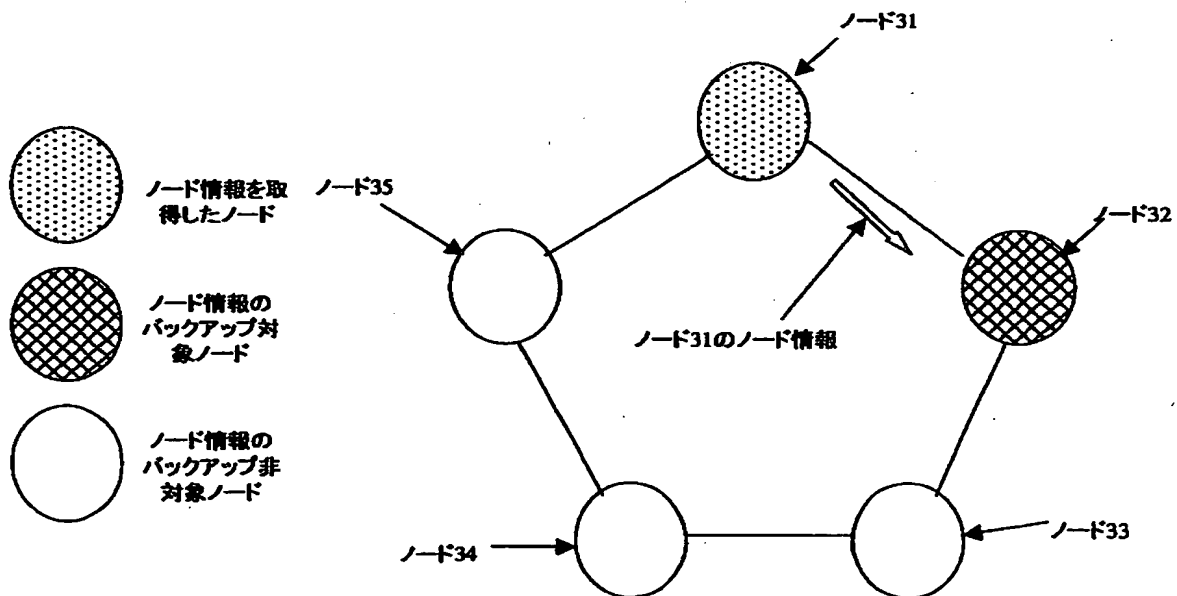 ノード31
ノード情報を取
得したノード
ノード35
ノード32
ノード情報の
バックアップ対
象ノード
ノード31のノード情報
ノード情報の
バックアップ非
対象ノード
ノード34
ノード33